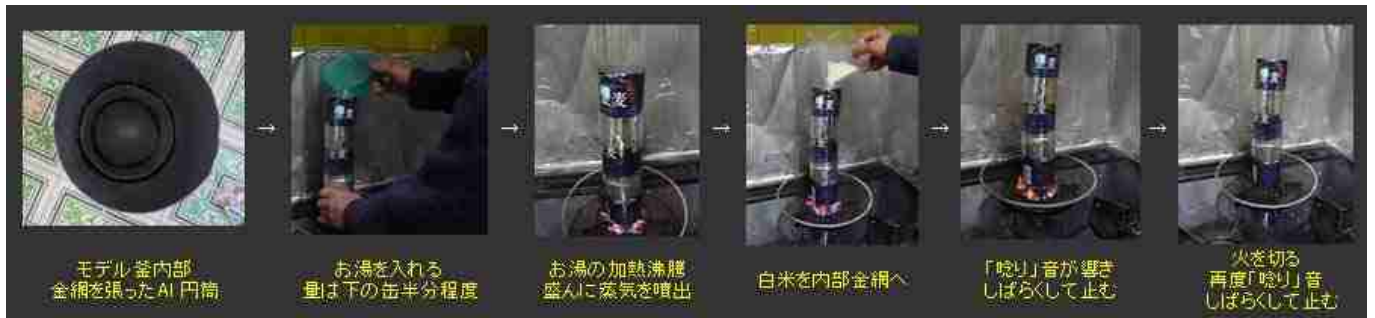 モデル釜内部
金網を張ったAl円筒
→
お湯を入れる
量は下の缶半分程度
→
お湯の加熱沸騰
盛んに蒸気を噴出
→
白米を内部金網へ
→
「唸り」音が響き
しばらくして止む
→
火を切る
再度「唸り」音
しばらくして止む
麦